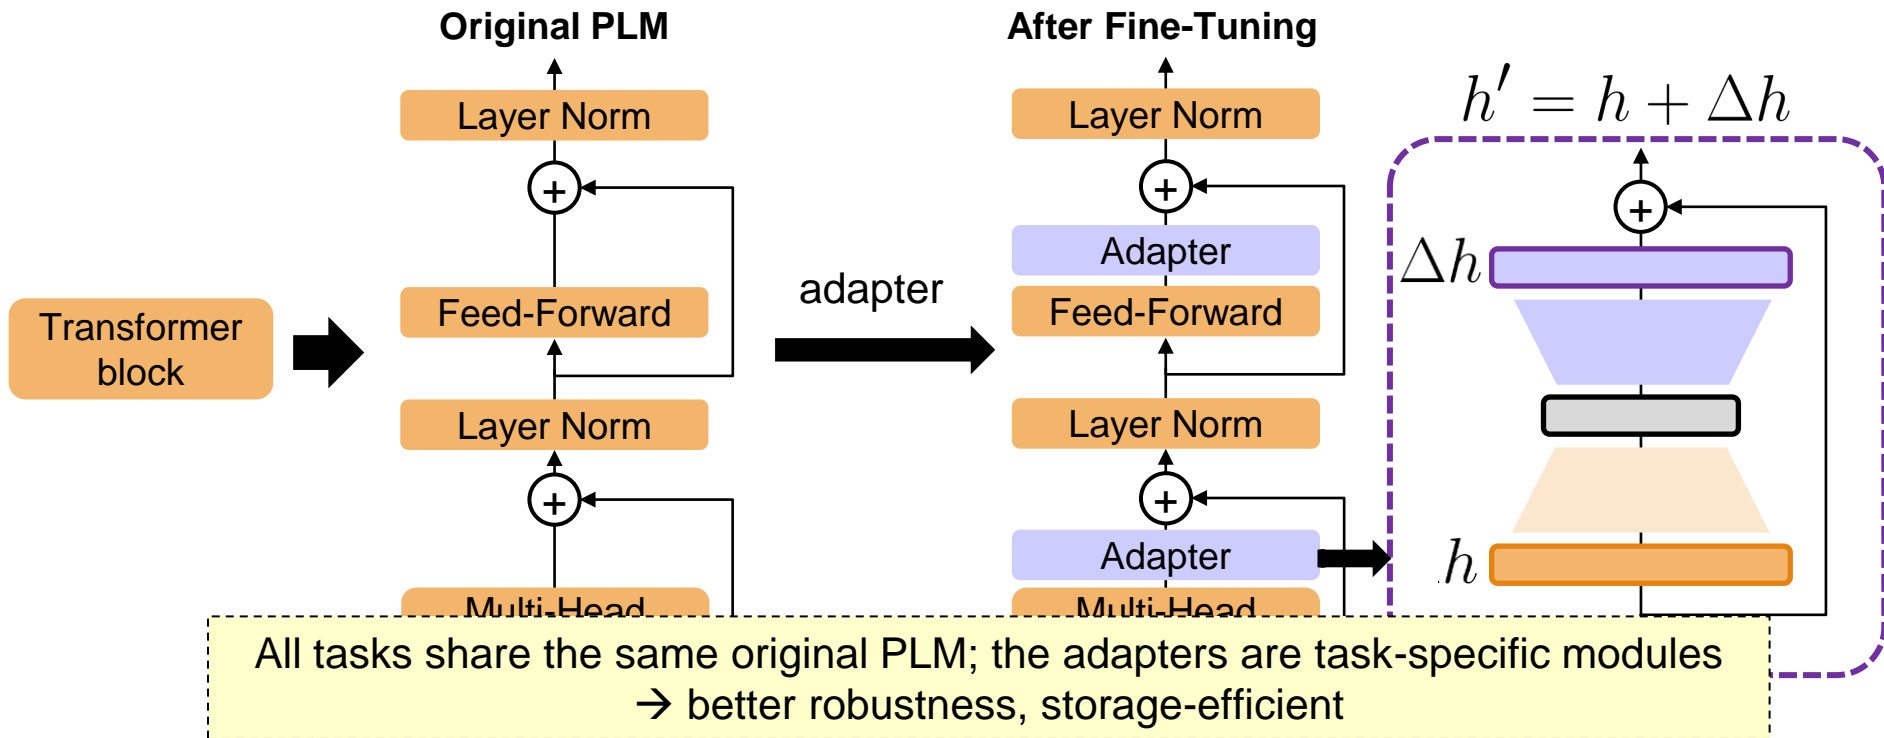 Original PLM
After Fine-Tuning
h′ = h + Δh
Layer Norm
+
Feed-Forward
Layer Norm
+
Multi-Head
Transformer
block
adapter
Layer Norm
+
Adapter
Feed-Forward
Layer Norm
+
Adapter
Multi-Head
+
Δh
.h
All tasks share the same original PLM; the adapters are task-specific modules
→ better robustness, storage-efficient